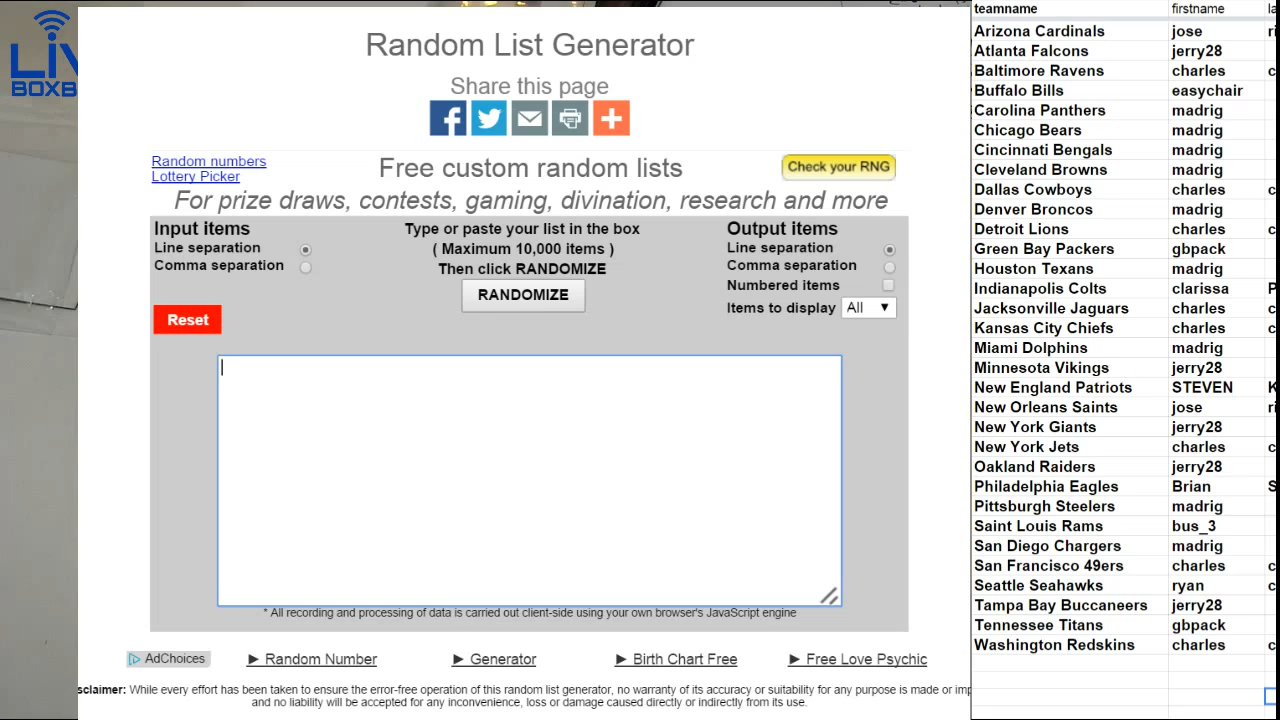 LIV
BOXB
Random List Generator
Share this page
Random numbers
Lottery Picker
Free custom random lists
Check your RNG
For prize draws, contests, gaming, divination, research and more
Input items
Line separation
Comma separation
Type or paste your list in the box
( Maximum 10,000 items )
Then click RANDOMIZE
RANDOMIZE
Output items
Line separation
Comma separation
Numbered items
Items to display All
Reset
* All recording and processing of data is carried out client-side using your own browser's JavaScript engine
AdChoices
► Random Number
► Generator
► Birth Chart Free
► Free Love Psychic
sclaimer: While every effort has been taken to ensure the error-free operation of this random list generator, no warranty of its accuracy or suitability for any purpose is made or imp
and no liability will be accepted for any inconvenience, loss or damage caused directly or indirectly from its use.
teamname firstname la
Arizona Cardinals jose ri
Atlanta Falcons jerry28
Baltimore Ravens charles c
Buffalo Bills easychair
Carolina Panthers madrig
Chicago Bears madrig
Cincinnati Bengals madrig
Cleveland Browns madrig
Dallas Cowboys charles c
Denver Broncos madrig
Detroit Lions charles c
Green Bay Packers gbpack
Houston Texans madrig
Indianapolis Colts clarissa P
Jacksonville Jaguars charles c
Kansas City Chiefs charles c
Miami Dolphins madrig
Minnesota Vikings jerry28
New England Patriots STEVEN K
New Orleans Saints jose ri
New York Giants jerry28
New York Jets charles c
Oakland Raiders jerry28
Philadelphia Eagles Brian S
Pittsburgh Steelers madrig
Saint Louis Rams bus_3
San Diego Chargers madrig
San Francisco 49ers charles c
Seattle Seahawks ryan c
Tampa Bay Buccaneers jerry28
Tennessee Titans gbpack
Washington Redskins charles c